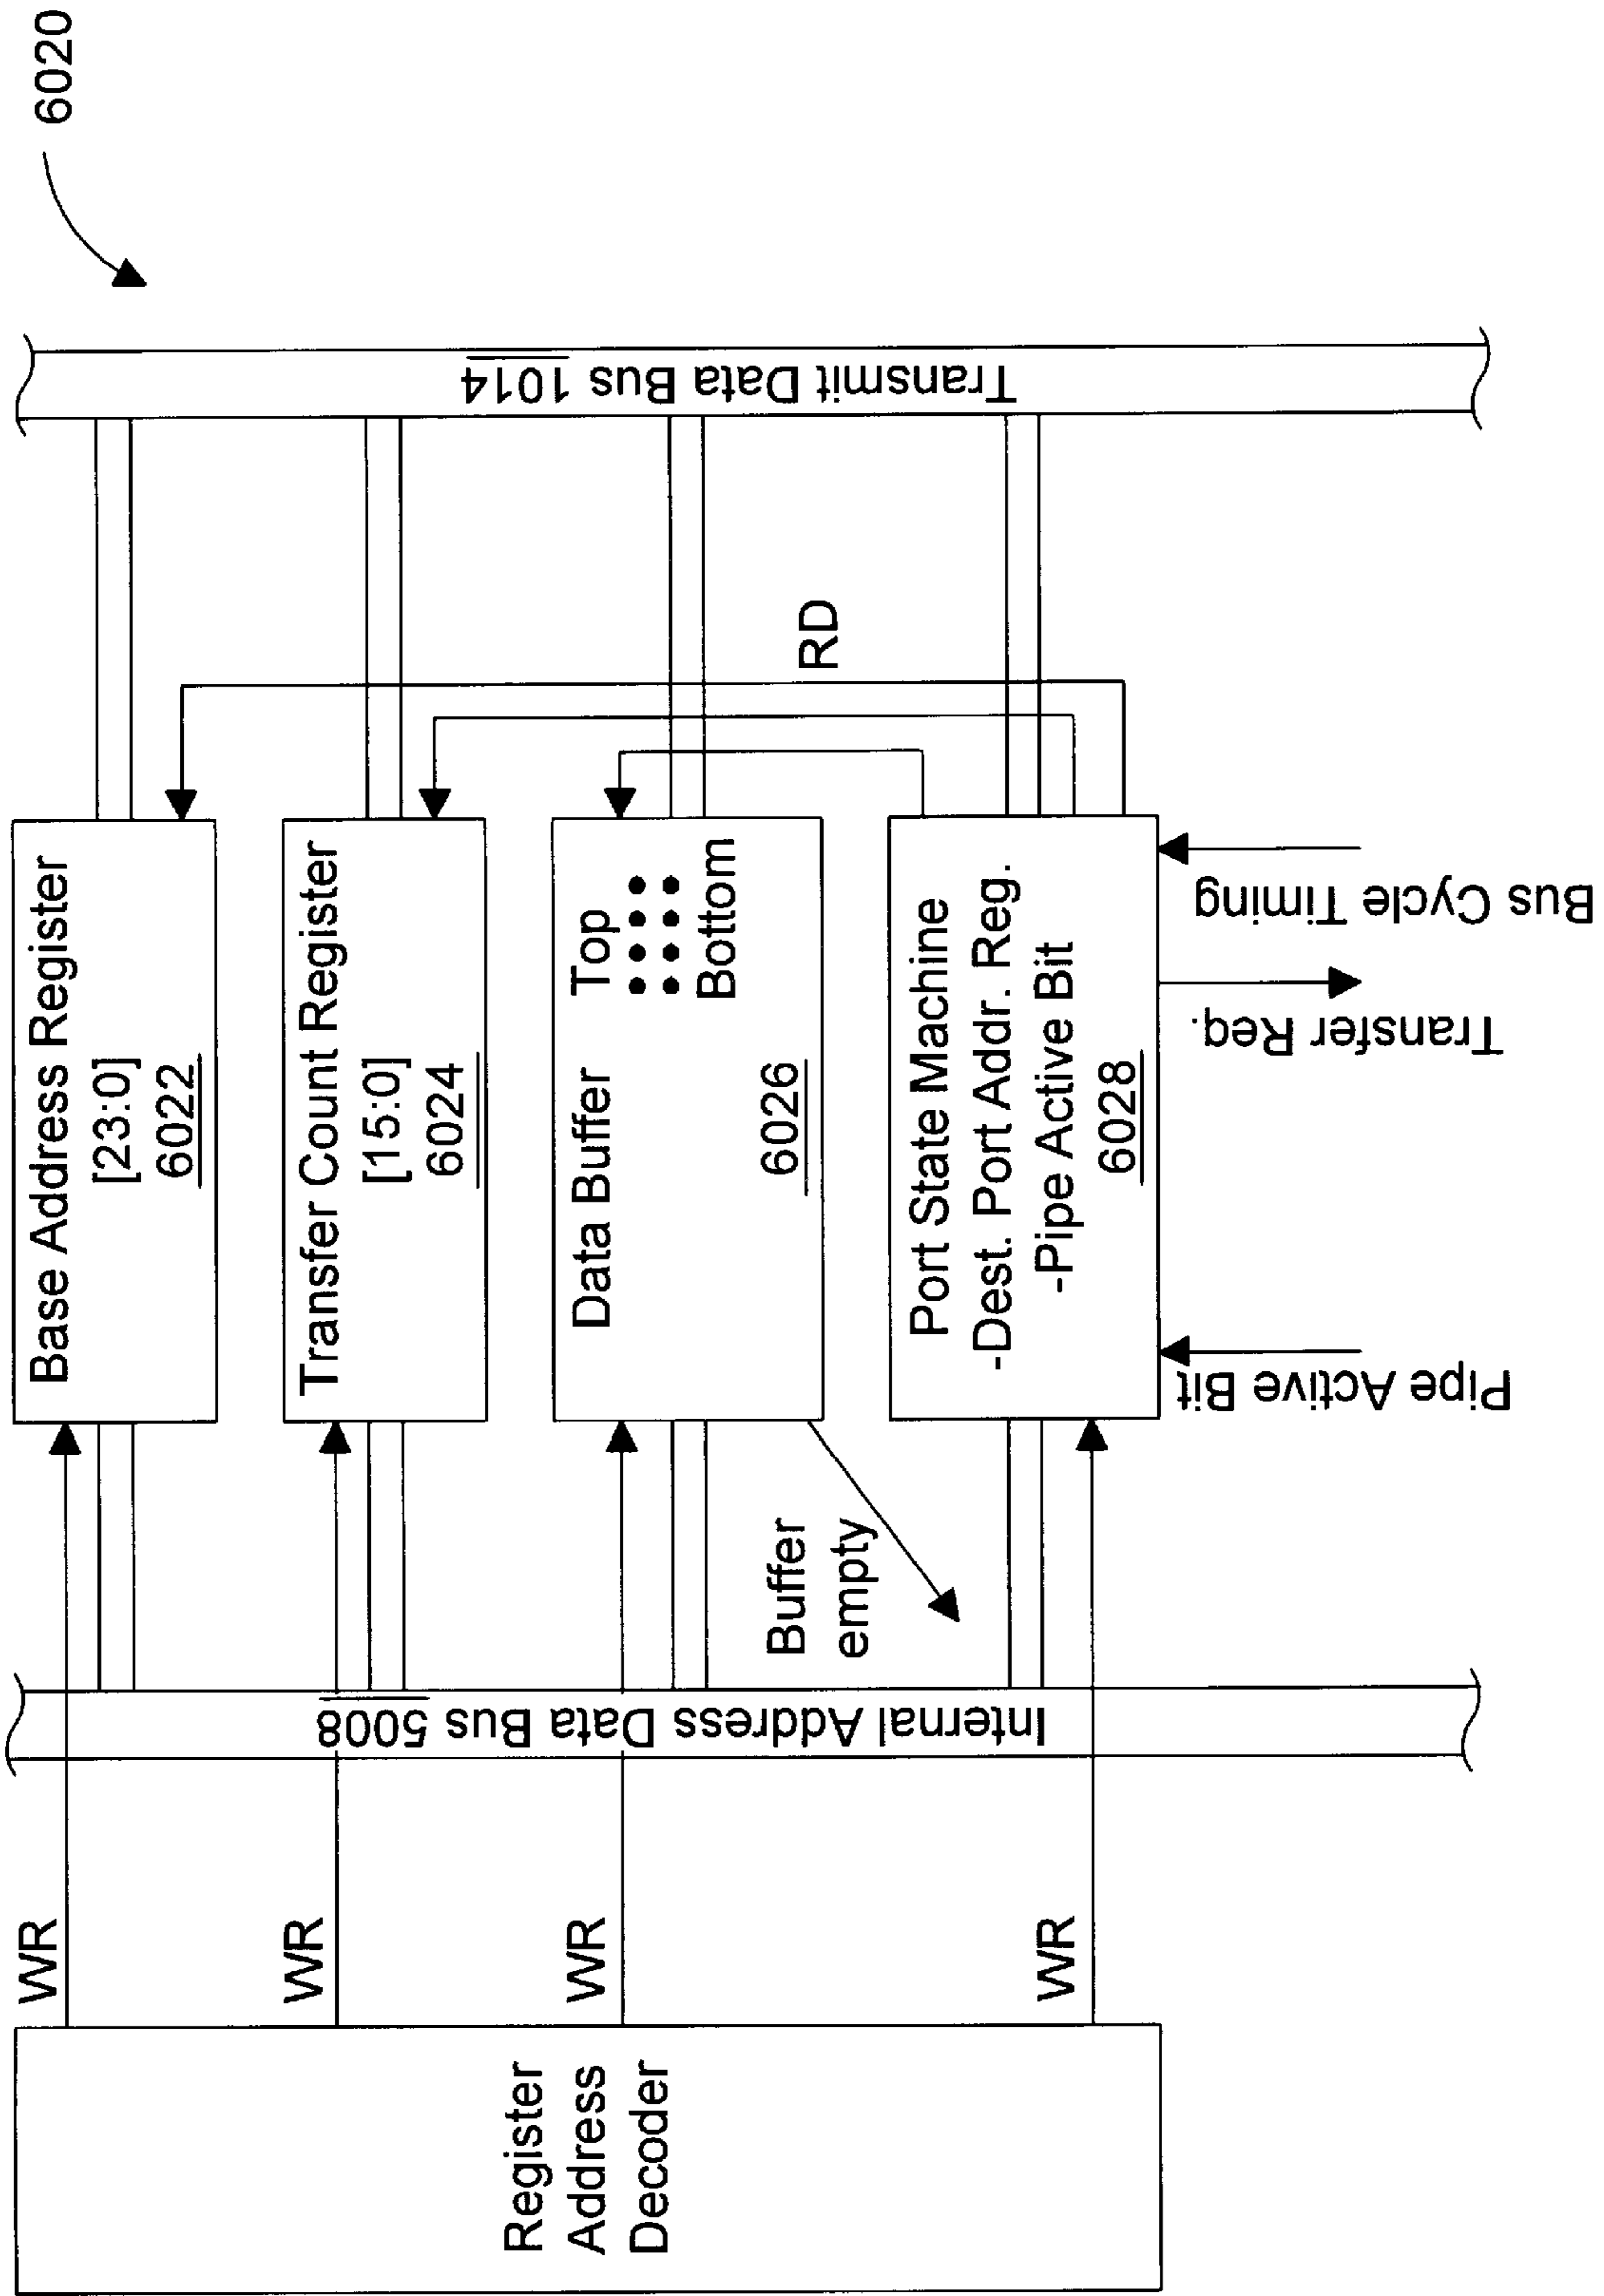 6020
WR
Base Address Register
[23:0]
6022
WR
Transfer Count Register
[15:0]
6024
WR
Data Buffer Top
Bottom
6026
Buffer
empty
RD
WR
Port State Machine
-Dest. Port Addr. Reg.
-Pipe Active Bit
6028
Register
Address
Decoder
Internal Address Data Bus 5008
Transmit Data Bus 1014
Pipe Active Bit
Transfer Req.
Bus Cycle Timing